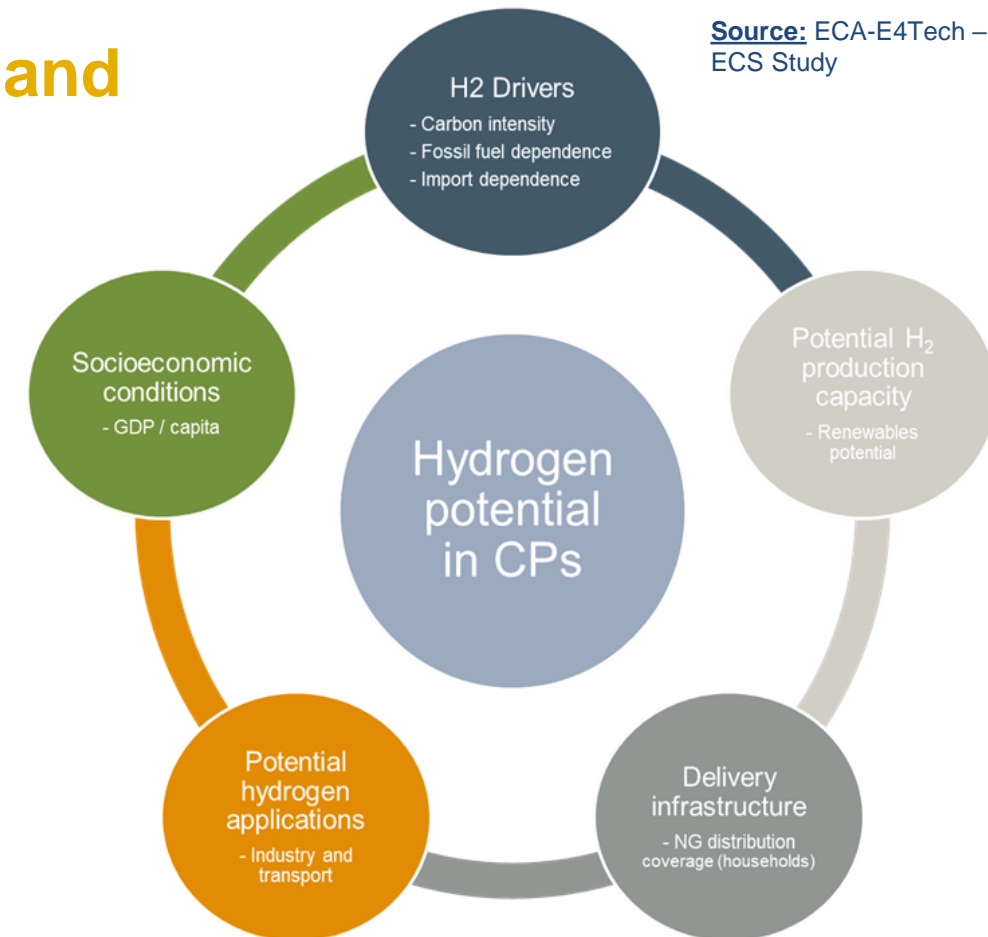 and
Source: ECA-E4Tech –
ECS Study
H2 Drivers
- Carbon intensity
- Fossil fuel dependence
- Import dependence
Socioeconomic
conditions
- GDP / capita
Potential H₂
production
capacity
- Renewables
potential
Hydrogen
potential
in CPs
Potential
hydrogen
applications
- Industry and
transport
Delivery
infrastructure
- NG distribution
coverage (households)